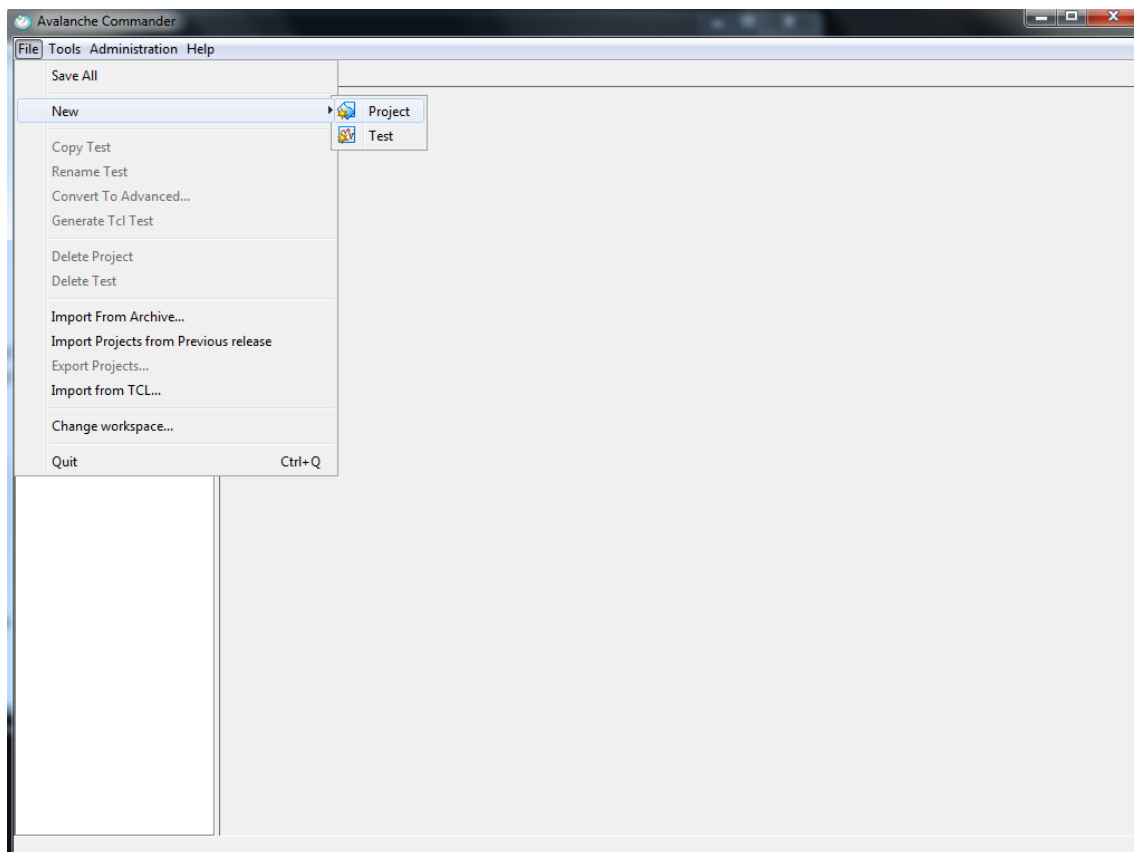 Avalanche Commander
File Tools Administration Help
Save All
New
Project
Test
Copy Test
Rename Test
Convert To Advanced...
Generate Tcl Test
Delete Project
Delete Test
Import From Archive...
Import Projects from Previous release
Export Projects...
Import from TCL...
Change workspace...
Quit Ctrl+Q